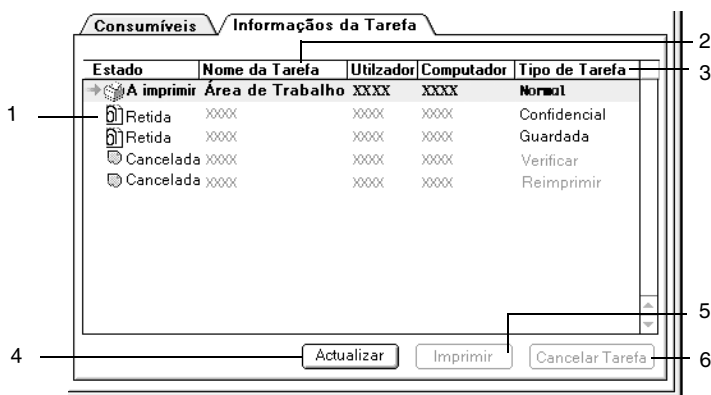 Consumíveis Informaçãos da Tarefa
2
Estado Nome da Tarefa Utilzador Computador Tipo de Tarefa
3
A imprimir Área de Trabalho XXXX XXXX Normal
1
Retida XXXX XXXX XXXX Confidencial
Retida XXXX XXXX XXXX Guardada
Cancelada XXXX XXXX XXXX Verificar
Cancelada XXXX XXXX XXXX Reimprimir
5
4 Actualizar Imprimir Cancelar Tarefa 6